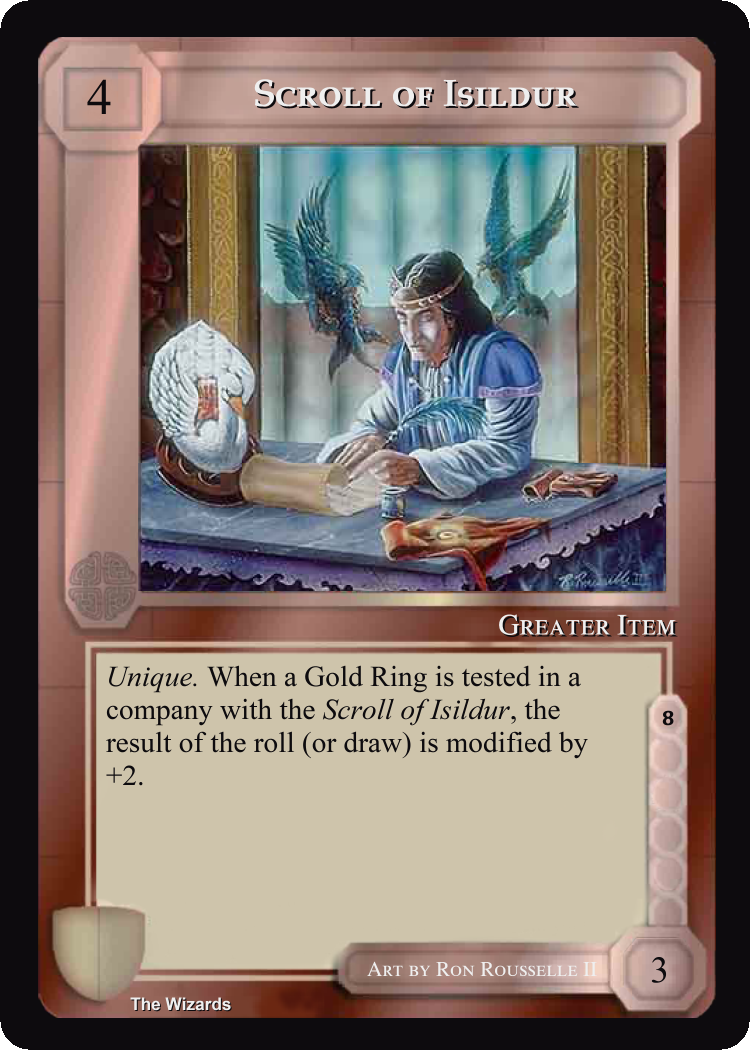 4
Scroll of Isildur
R. Rousselle II
Greater Item
Unique. When a Gold Ring is tested in a
company with the Scroll of Isildur, the
result of the roll (or draw) is modified by
+2.
8
Art by Ron Rousselle II
3
The Wizards